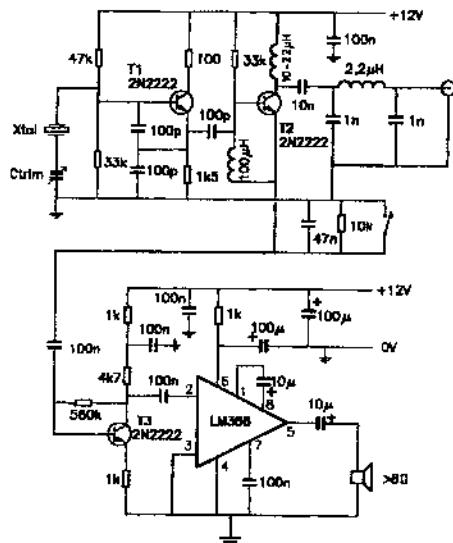 +12V
47k
T1
2N2222
100
33k
10-22µH
100n
2,2µH
10n
Xtal
100p
100p
T2
2N2222
1n
1n
Ctrim
33k
100p
1k5
100µH
47n
10k
+12V
1k
100n
1k
+
100µ
100n
100n
+
100µ
0V
4k7
100n
10µ
+
560k
2
6
1
8
10µ
+
T3
2N2222
LM386
5
3
7
4
1k
100n
>8Ω